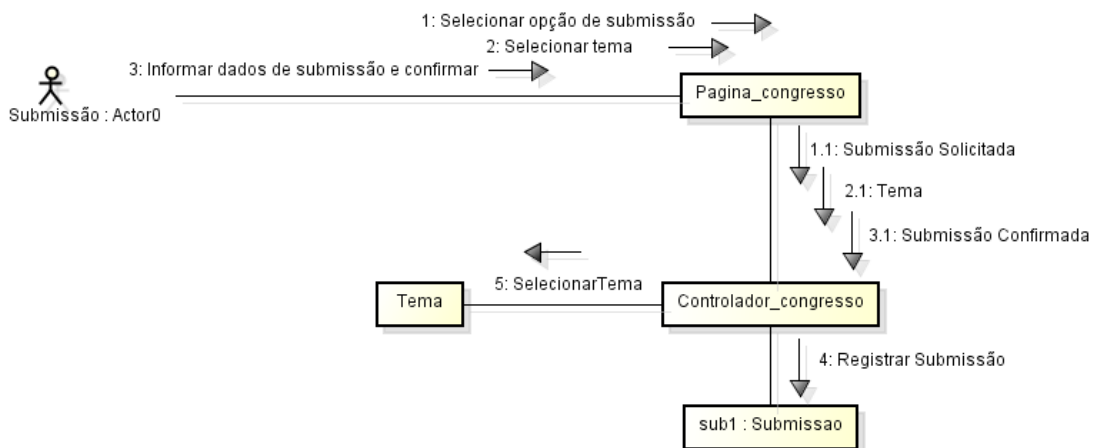 1: Selecionar opção de submissão
2: Selecionar tema
3: Informar dados de submissão e confirmar
Submissão : Actor0
Pagina_congresso
1.1: Submissão Solicitada
2.1: Tema
3.1: Submissão Confirmada
5: SelecionarTema
Tema
Controlador_congresso
4: Registrar Submissão
sub1 : Submissao